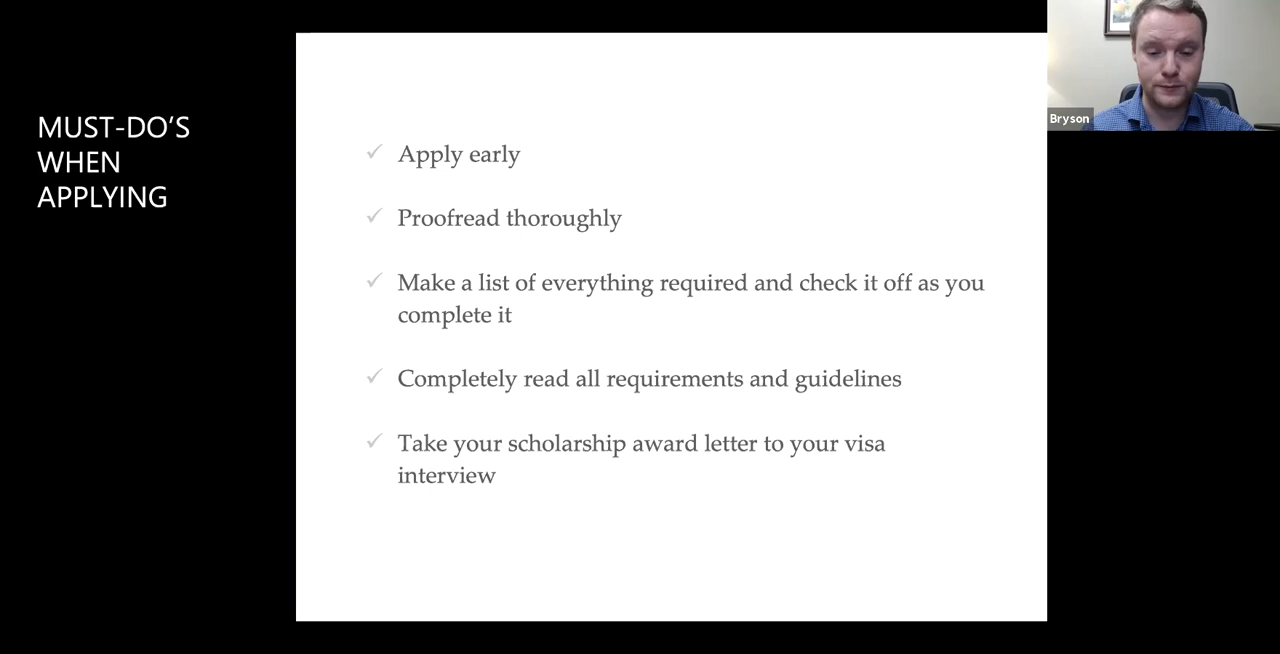 MUST-DO'S
WHEN
APPLYING
✓ Apply early
✓ Proofread thoroughly
✓ Make a list of everything required and check it off as you
complete it
✓ Completely read all requirements and guidelines
✓ Take your scholarship award letter to your visa
interview
Bryson